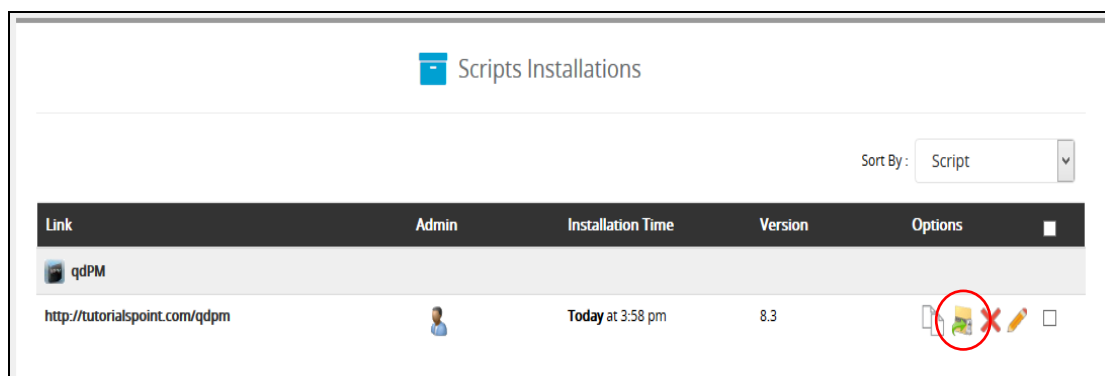 Scripts Installations
Sort By : Script
Link Admin Installation Time Version Options
qdPM
http://tutorialspoint.com/qdpm Today at 3:58 pm 8.3